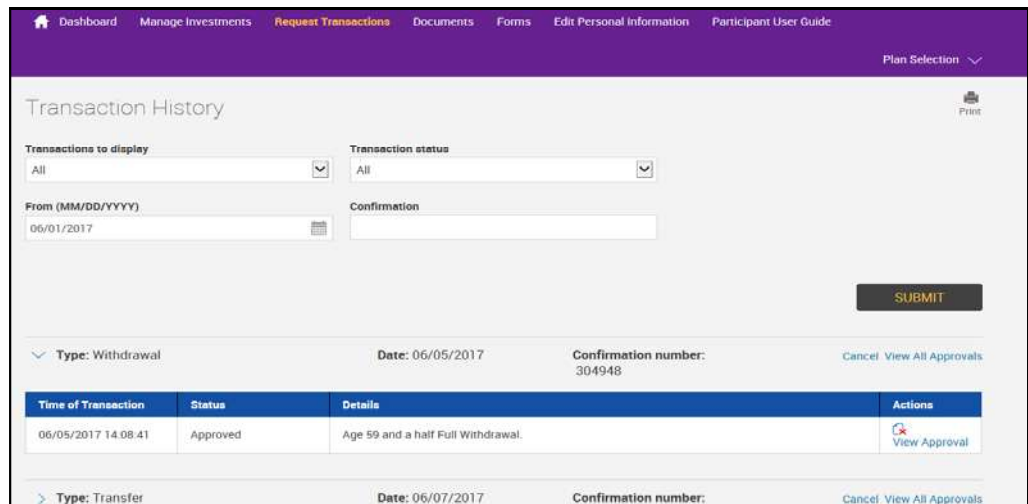 Dashboard Manage Investments Request Transactions Documents Forms Edit Personal Information Participant User Guide
Plan Selection
Transaction History
Print
Transactions to display Transaction status
All All
From (MM/DD/YYYY) Confirmation
06/01/2017
SUBMIT
Type: Withdrawal Date: 06/05/2017 Confirmation number: Cancel View All Approvals
304948
Time of Transaction Status Details Actions
06/05/2017 14:08:41 Approved Age 59 and a half Full Withdrawal. View Approval
Type: Transfer Date: 06/07/2017 Confirmation number: Cancel View All Approvals